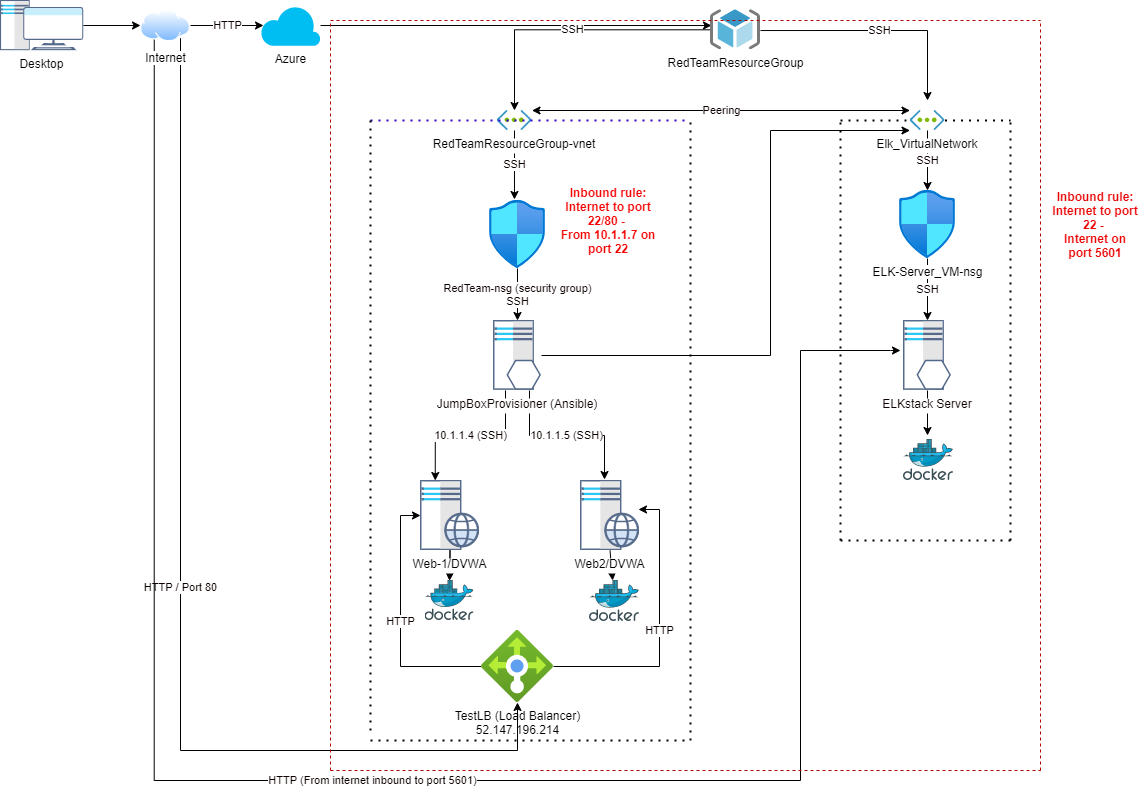 HTTP
SSH
SSH
Desktop
Internet
Azure
RedTeamResourceGroup
Peering
RedTeamResourceGroup-vnet
Elk_VirtualNetwork
SSH
SSH
Inbound rule:
Internet to port
22/80 -
From 10.1.1.7 on
port 22
Inbound rule:
Internet to port
22 -
Internet on
port 5601
RedTeam-nsg (security group)
SSH
ELK-Server_VM-nsg
SSH
JumpBoxProvisioner (Ansible)
ELKstack Server
10.1.1.4 (SSH)
10.1.1.5 (SSH)
docker
Web-1/DVWA
Web2/DVWA
HTTP / Port 80
docker
docker
HTTP
HTTP
TestLB (Load Balancer)
52.147.196.214
HTTP (From internet inbound to port 5601)